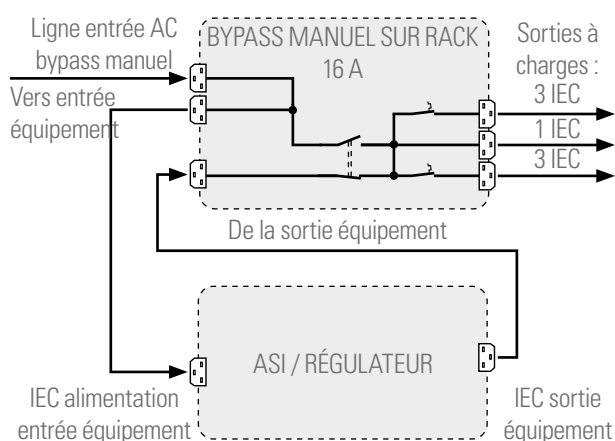 Ligne entrée AC
bypass manuel
Vers entrée
équipement
BYPASS MANUEL SUR RACK
16 A
Sorties à
charges :
3 IEC
1 IEC
3 IEC
De la sortie équipement
ASI / RÉGULATEUR
IEC alimentation
entrée équipement
IEC sortie
équipement